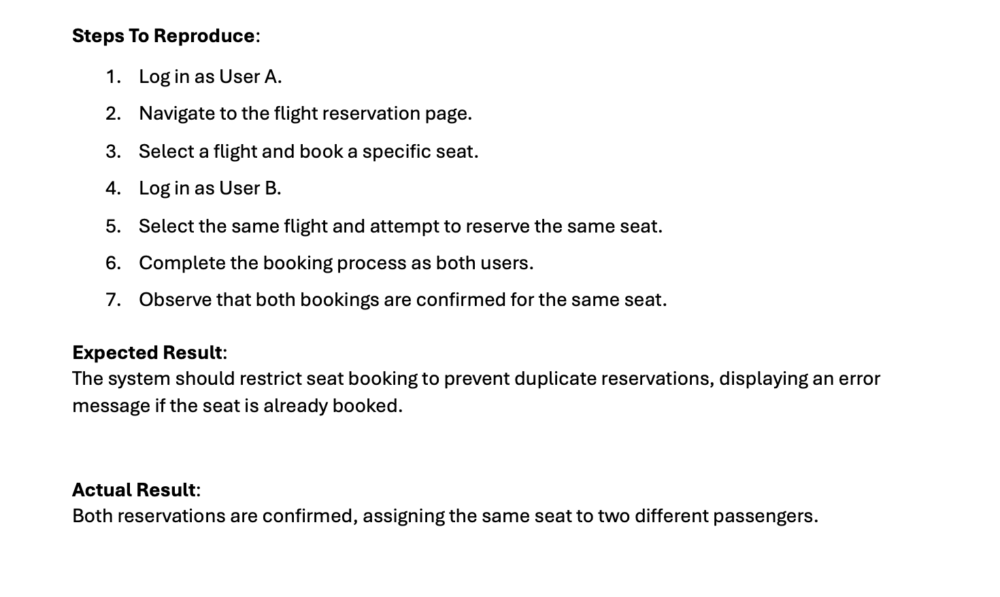 Steps To Reproduce:
1. Log in as User A.
2. Navigate to the flight reservation page.
3. Select a flight and book a specific seat.
4. Log in as User B.
5. Select the same flight and attempt to reserve the same seat.
6. Complete the booking process as both users.
7. Observe that both bookings are confirmed for the same seat.
Expected Result:
The system should restrict seat booking to prevent duplicate reservations, displaying an error
message if the seat is already booked.
Actual Result:
Both reservations are confirmed, assigning the same seat to two different passengers.